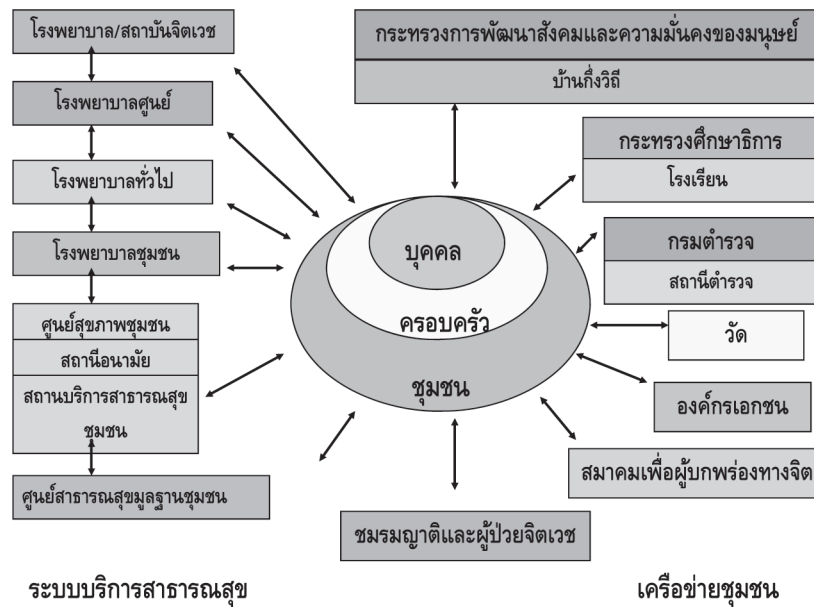 โรงพยาบาล/สถาบันจิตเวช
โรงพยาบาลศูนย์
โรงพยาบาลทั่วไป
โรงพยาบาลชุมชน
ศูนย์สุขภาพชุมชน
สถานีอนามัย
สถานบริการสาธารณสุข
ชุมชน
ศูนย์สาธารณสุขมูลฐานชุมชน
ระบบบริการสาธารณสุข
บุคคล
ครอบครัว
ชุมชน
กระทรวงการพัฒนาสังคมและความมั่นคงของมนุษย์
บ้านกึ่งวิถี
กระทรวงศึกษาธิการ
โรงเรียน
กรมตำรวจ
สถานีตำรวจ
วัด
องค์กรเอกชน
สมาคมเพื่อผู้บกพร่องทางจิต
ชมรมญาติและผู้ป่วยจิตเวช
เครือข่ายชุมชน